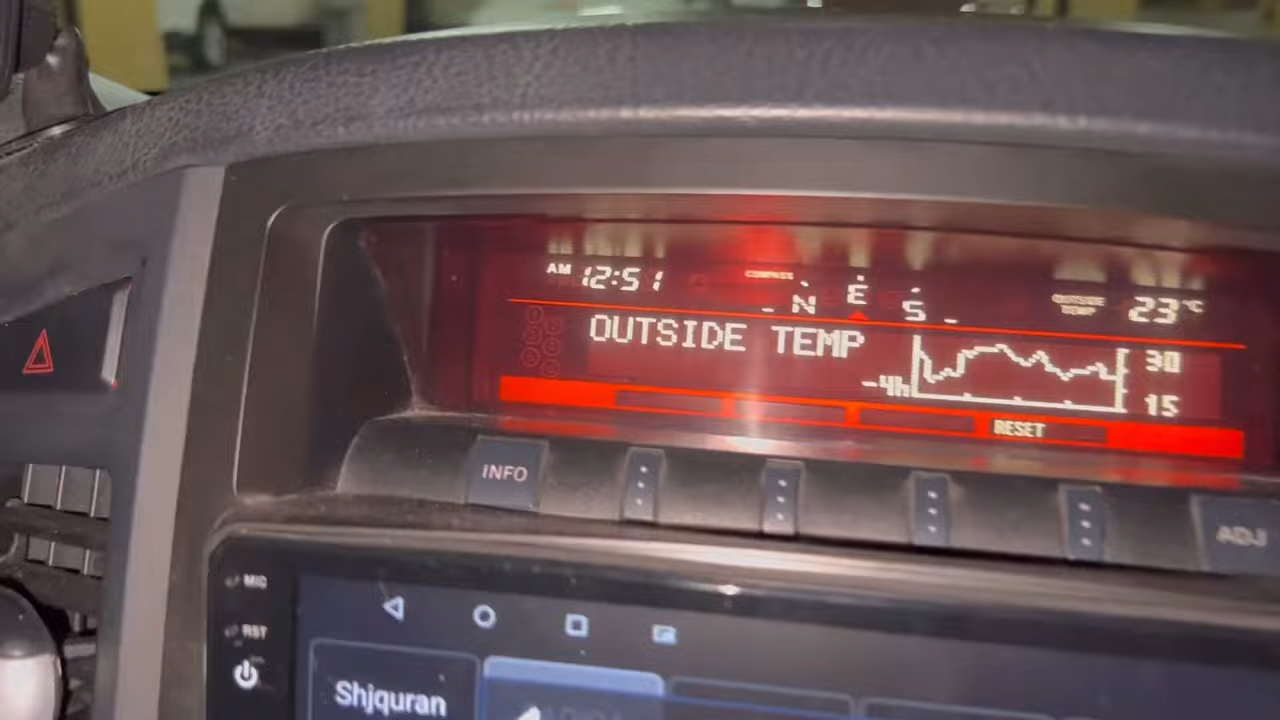 AM 12:51
COMPASS
N E S
OUTSIDE TEMP 23°C
OUTSIDE TEMP
-4h
30
15
RESET
INFO
ADJ
MIC
RST
Shjquran